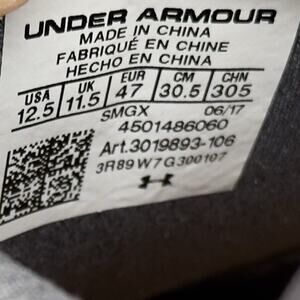 UNDER ARMOUR
MADE IN CHINA
FABRIQUÉ EN CHINE
HECHO EN CHINA
USA UK EUR CM CHN
12.5 11.5 47 30.5 305
SMGX 06/17
4501486060
Art.3019893-106
3R89W7G300107